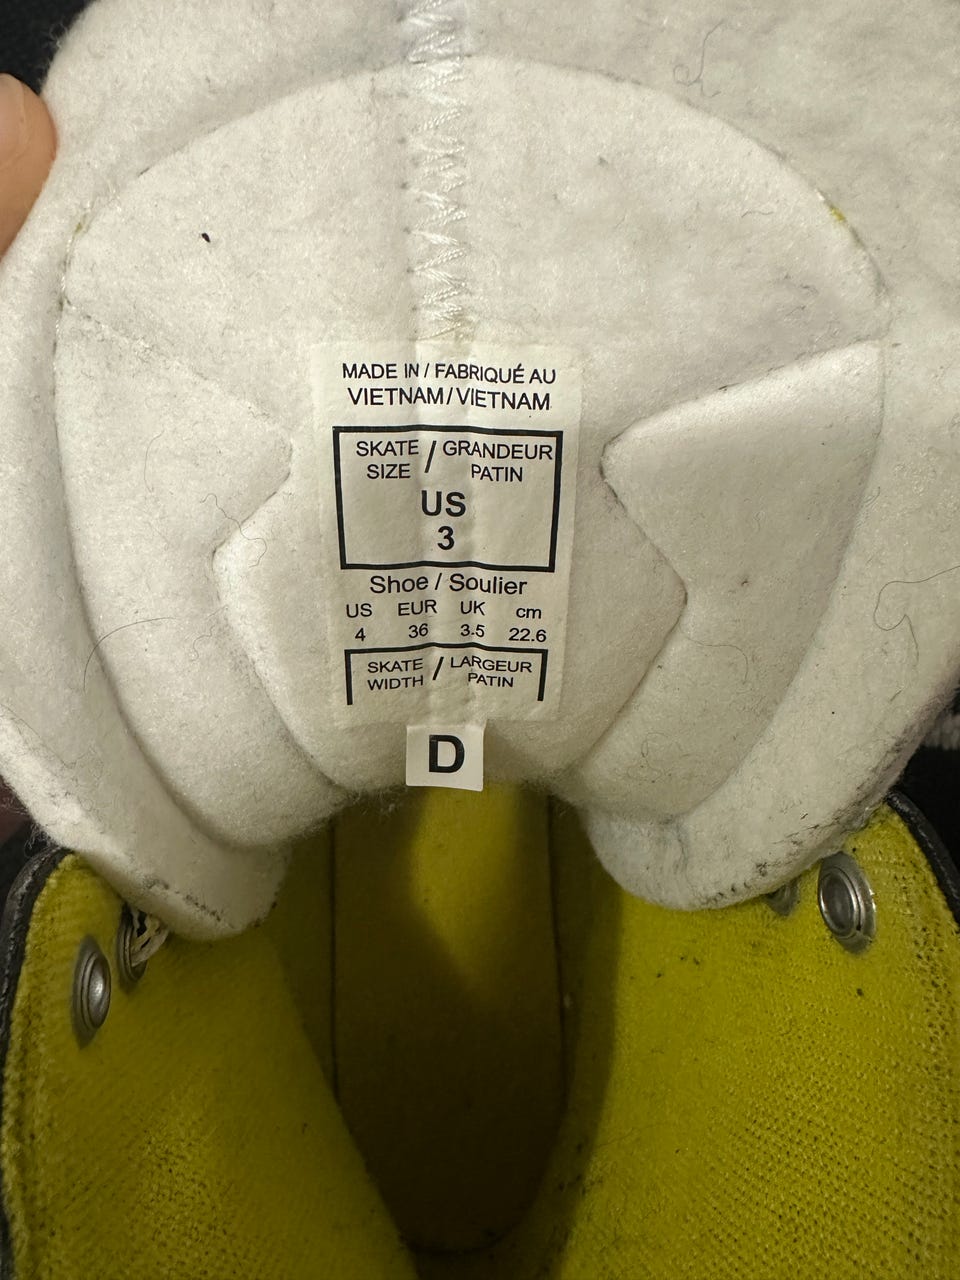 MADE IN / FABRIQUÉ AU
VIETNAM / VIETNAM
SKATE / GRANDEUR
SIZE PATIN
US
3
Shoe / Soulier
US EUR UK cm
4 36 3.5 22.6
SKATE / LARGEUR
WIDTH PATIN
D